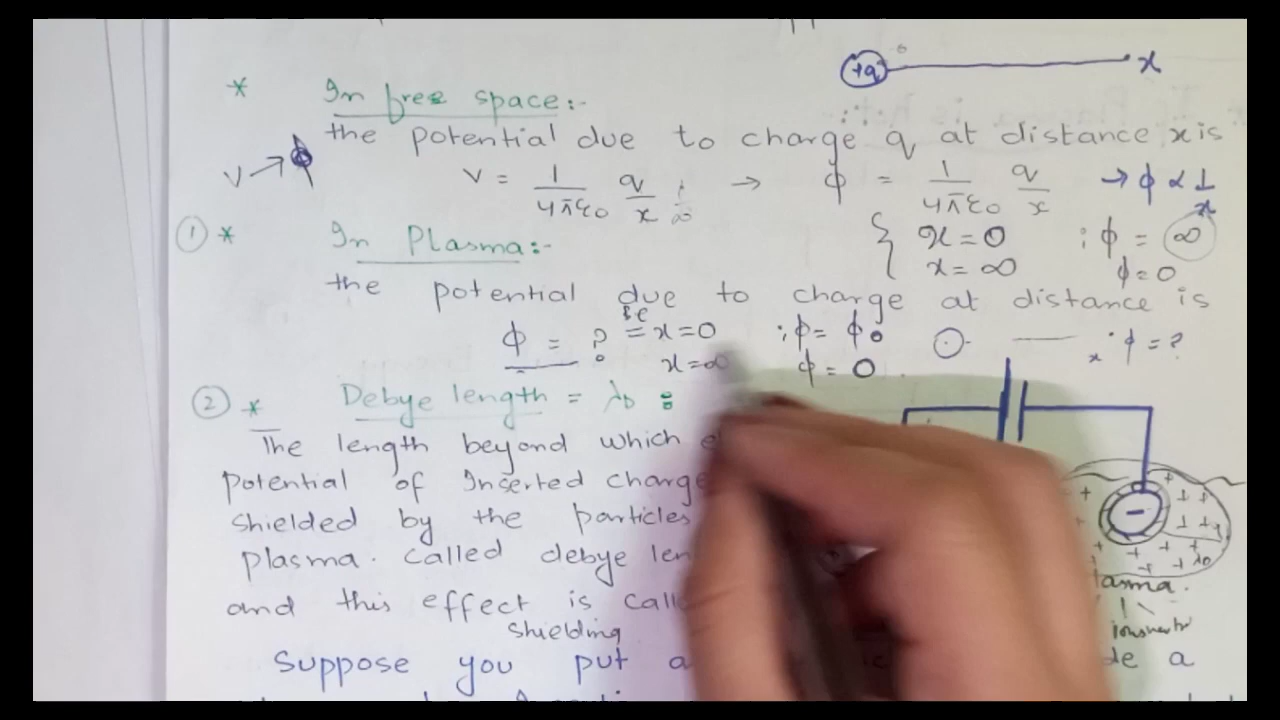 +q x
* In free space:-
the potential due to charge q at distance x is
V → V = 1/4πε₀ q/x ; → ϕ = 1/4πε₀ q/x → ϕ ∝ 1/x
∞
{ x = 0 ; ϕ = ∞
x = ∞ ϕ = 0
① * In Plasma:-
the potential due to charge at distance is
ϕ = ? = x = 0 ; ϕ = ϕ₀
x = ∞ ϕ = 0
x ϕ = ?
② * Debye length = λD :
The length beyond which
potential of Inserted charge
shielded by the particles
plasma. called debye len
and this effect is call
shielding
Suppose you put a
de a
+ + + + + + + + + -
λD
lasma.